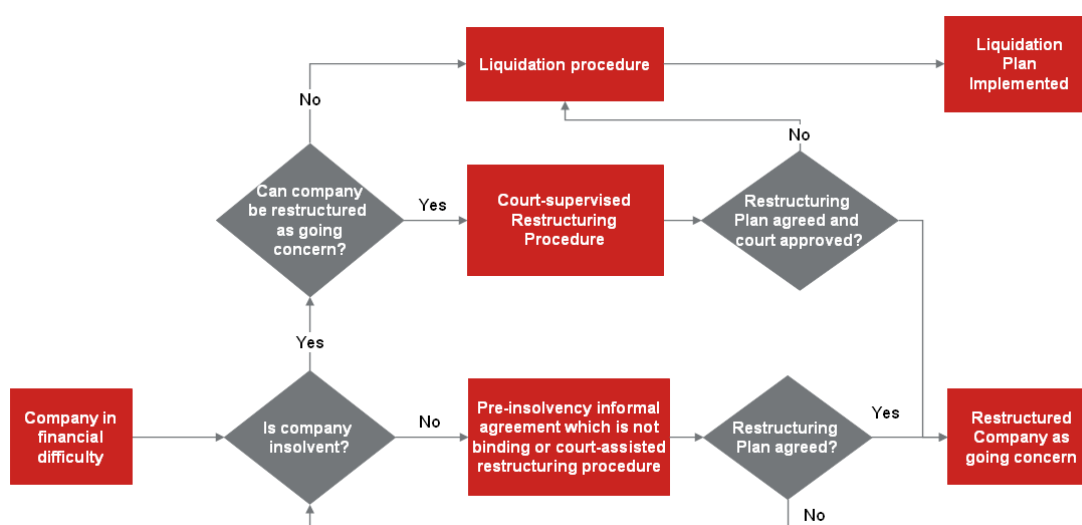 Liquidation procedure
Liquidation
Plan
Implemented
No
No
Can company
be restructured
as going
concern?
Yes
Court-supervised
Restructuring
Procedure
Restructuring
Plan agreed and
court approved?
Yes
Company in
financial
difficulty
Is company
insolvent?
No
Pre-insolvency informal
agreement which is not
binding or court-assisted
restructuring procedure
Restructuring
Plan agreed?
Yes
Restructured
Company as
going concern
No